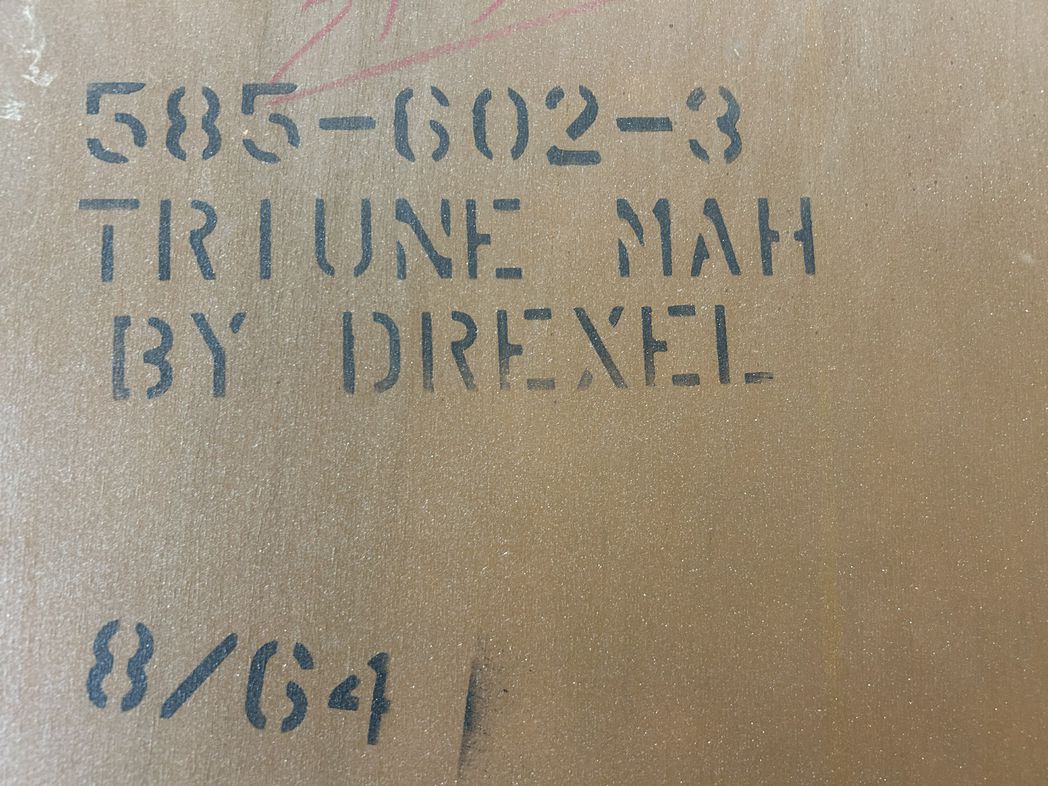 585-602-3
TRIUNE MAH
BY DREXEL
8/64